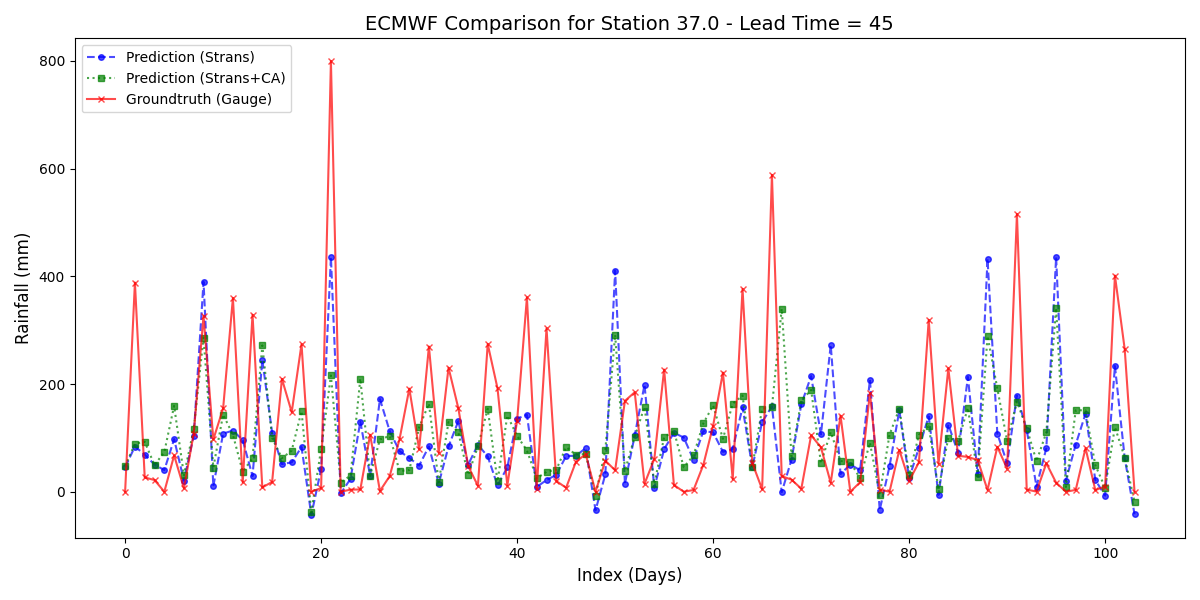 ECMWF Comparison for Station 37.0 - Lead Time = 45
Prediction (Strans)
Prediction (Strans+CA)
Groundtruth (Gauge)
Rainfall (mm)
800
600
400
200
0
0 20 40 60 80 100
Index (Days)